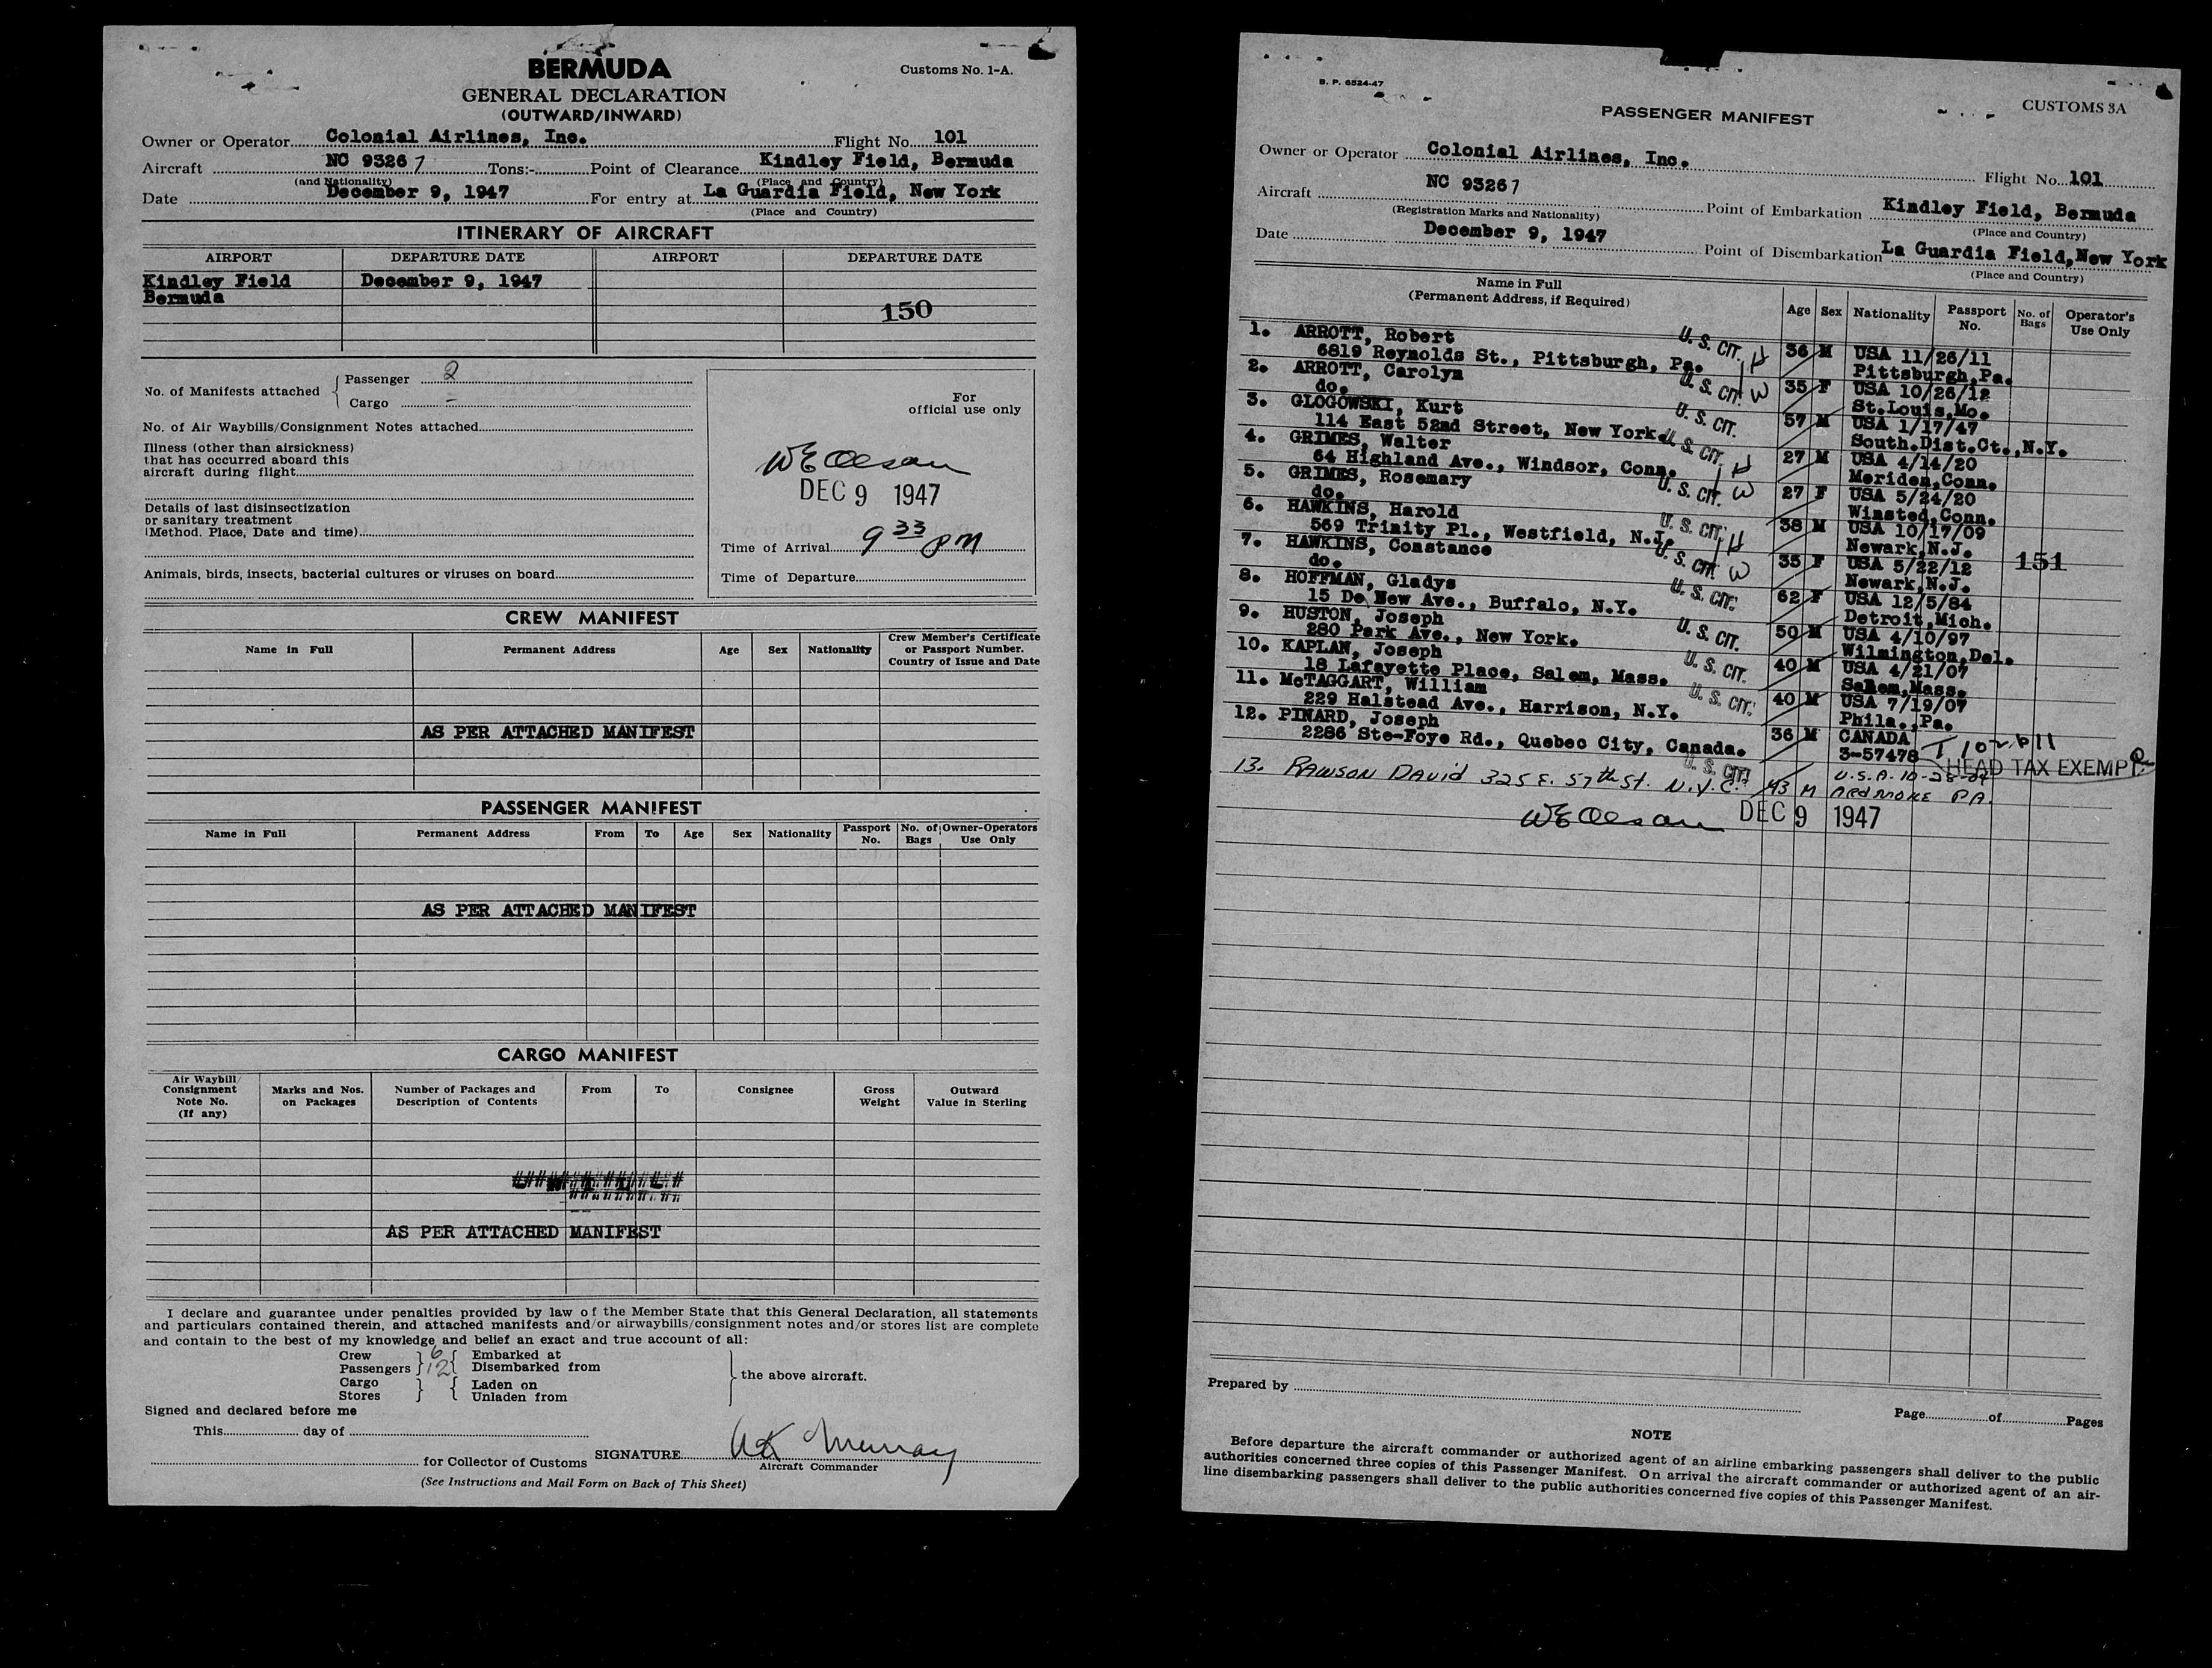 BERMUDA
Customs No. 1-A.
GENERAL DECLARATION
(OUTWARD/INWARD)
Owner or Operator Colonial Airlines, Inc. Flight No. 101
Aircraft NC 93267 Tons:- Point of Clearance Kindley Field, Bermuda
(and Nationality) (Place and Country)
Date December 9, 1947 For entry at La Guardia Field, New York
(Place and Country)
ITINERARY OF AIRCRAFT
AIRPORT DEPARTURE DATE AIRPORT DEPARTURE DATE
Kindley Field December 9, 1947
Bermuda
150
No. of Manifests attached { Passenger 2
Cargo -
No. of Air Waybills/Consignment Notes attached
Illness (other than airsickness)
that has occurred aboard this
aircraft during flight
Details of last disinsectization
or sanitary treatment
(Method. Place, Date and time)
Animals, birds, insects, bacterial cultures or viruses on board
For
official use only
WE Olesan
DEC 9 1947
Time of Arrival 9 33 PM
Time of Departure
CREW MANIFEST
Name in Full Permanent Address Age Sex Nationality Crew Member's Certificate
or Passport Number.
Country of Issue and Date
AS PER ATTACHED MANIFEST
PASSENGER MANIFEST
Name in Full Permanent Address From To Age Sex Nationality Passport No. No. of Bags Owner-Operators Use Only
AS PER ATTACHED MANIFEST
CARGO MANIFEST
Air Waybill/
Consignment
Note No.
(If any)
Marks and Nos.
on Packages
Number of Packages and
Description of Contents
From To Consignee
Gross
Weight
Outward
Value in Sterling
AS PER ATTACHED MANIFEST
I declare and guarantee under penalties provided by law of the Member State that this General Declaration, all statements
and particulars contained therein, and attached manifests and/or airwaybills/consignment notes and/or stores list are complete
and contain to the best of my knowledge and belief an exact and true account of all:
Crew 6 Embarked at
Passengers 12 Disembarked from
the above aircraft.
Cargo Laden on
Stores Unladen from
Signed and declared before me
This day of
for Collector of Customs
SIGNATURE Murray
Aircraft Commander
(See Instructions and Mail Form on Back of This Sheet)
B. P. 6524-47
CUSTOMS 3A
PASSENGER MANIFEST
Owner or Operator Colonial Airlines, Inc. Flight No. 101
Aircraft NC 93267 Point of Embarkation Kindley Field, Bermuda
(Registration Marks and Nationality) (Place and Country)
Date December 9, 1947 Point of Disembarkation La Guardia Field, New York
(Place and Country)
Name in Full
(Permanent Address, if Required)
Age Sex Nationality Passport No. No. of Bags Operator's Use Only
1. ARROTT, Robert U. S. CIT. H 36 M USA 11/26/11
6819 Reynolds St., Pittsburgh, Pa. Pittsburgh,Pa.
2. ARROTT, Carolyn U. S. CIT. W 35 F USA 10/26/12
do. St.Louis,Mo.
3. GLOGOWSKI, Kurt U. S. CIT. 57 M USA 1/17/47
114 East 52nd Street, New York. South.Dist.Ct.,N.Y.
4. GRIMES, Walter U. S. CIT. H 27 M USA 4/14/20
64 Highland Ave., Windsor, Conn. Meriden,Conn.
5. GRIMES, Rosemary U. S. CIT. W 27 F USA 5/24/20
do. Winsted,Conn.
6. HAWKINS, Harold U. S. CIT. H 38 M USA 10/17/09
569 Trinity Pl., Westfield, N.J. Newark,N.J.
7. HAWKINS, Constance U. S. CIT. W 35 F USA 5/22/12 151
do. Newark,N.J.
8. HOFFMAN, Gladys U. S. CIT. 62 F USA 12/5/84
15 De New Ave., Buffalo, N.Y. Detroit,Mich.
9. HUSTON, Joseph U. S. CIT. 50 M USA 4/10/97
280 Park Ave., New York. Wilmington,Del.
10. KAPLAN, Joseph U. S. CIT. 40 M USA 4/21/07
18 Lafayette Place, Salem, Mass. Salem,Mass.
11. McTAGGART, William U. S. CIT. 40 M USA 7/19/07
229 Halstead Ave., Harrison, N.Y. Phila.,Pa.
12. PINARD, Joseph 36 M CANADA
2286 Ste-Foye Rd., Quebec City, Canada. 3-57478
HEAD TAX EXEMPT
13. RAWSON DAVID 325 E. 57th St. N.Y.C. U. S. CIT. 43 M U.S.A. 10-28-04
ARDMORE PA.
WE Olesan DEC 9 1947
Prepared by
Page of Pages
NOTE
Before departure the aircraft commander or authorized agent of an airline embarking passengers shall deliver to the public
authorities concerned three copies of this Passenger Manifest. On arrival the aircraft commander or authorized agent of an air-
line disembarking passengers shall deliver to the public authorities concerned five copies of this Passenger Manifest.